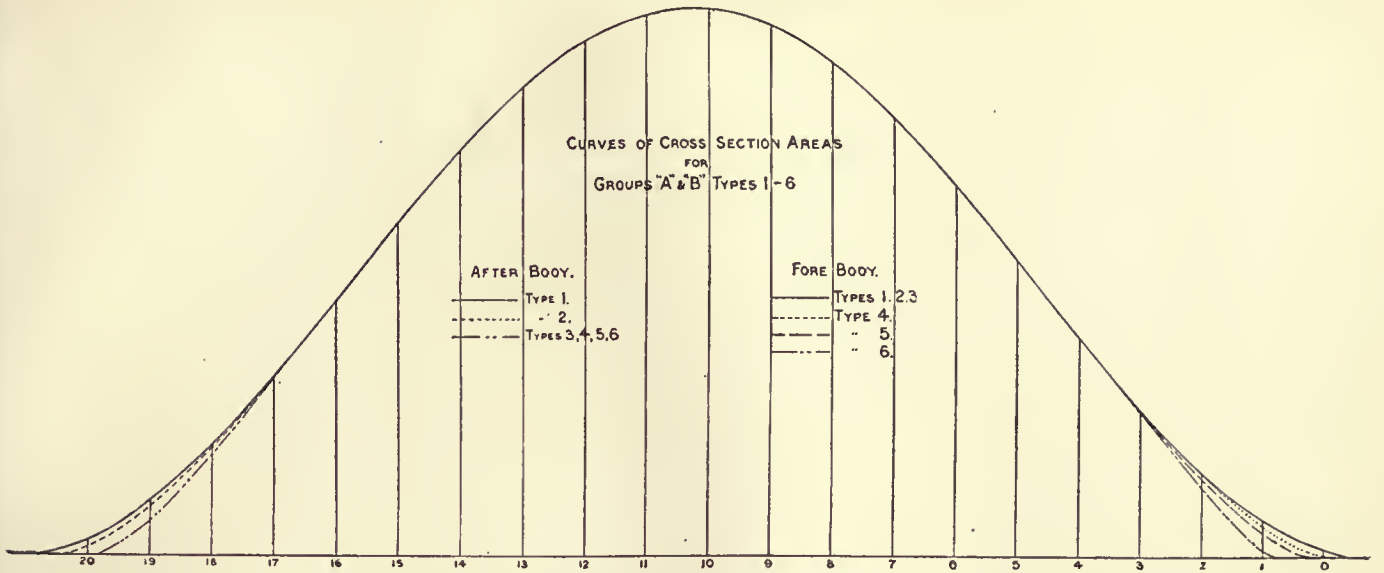 CURVES OF CROSS SECTION AREAS
FOR
GROUPS "A" & "B" TYPES 1-6
AFTER BODY.
TYPE 1.
" 2.
TYPES 3,4,5,6
FORE BODY.
TYPES 1.2.3
TYPE 4.
" 5.
" 6.
20 19 18 17 16 15 14 13 12 11 10 9 8 7 6 5 4 3 2 1 0